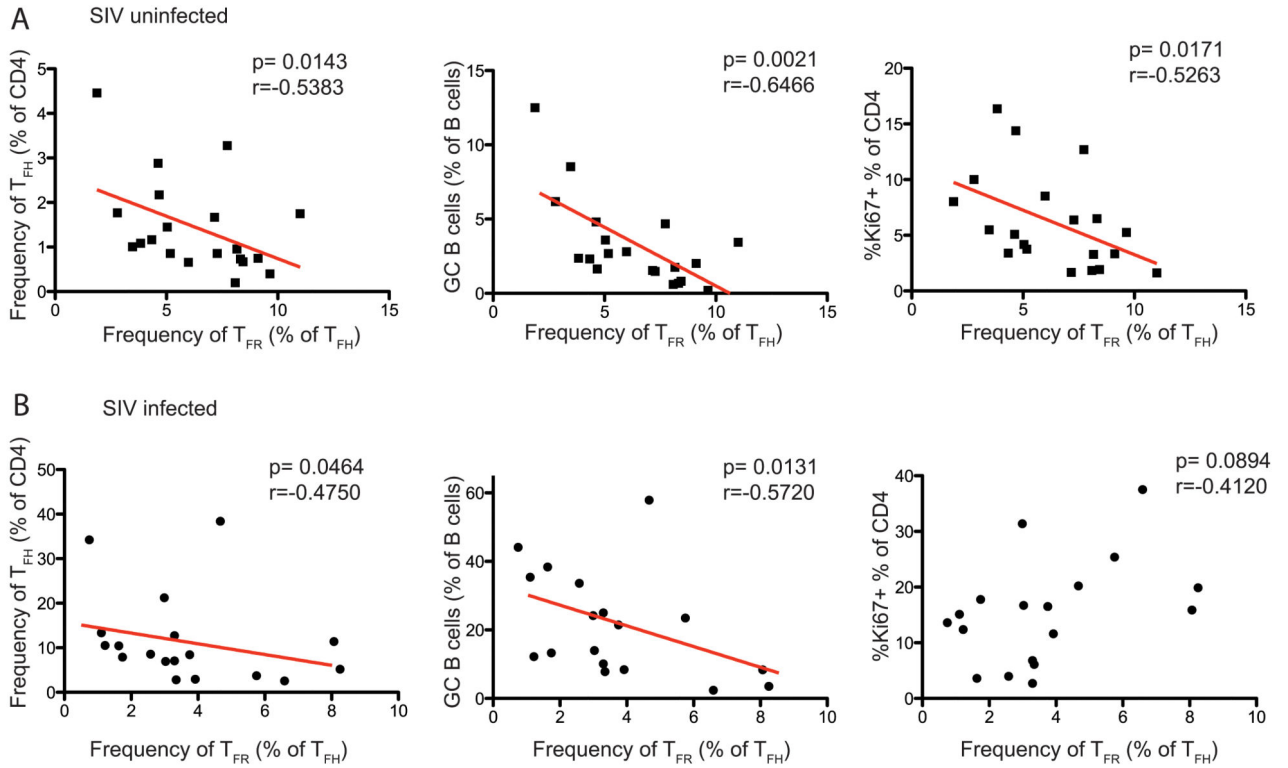 A SIV uninfected
Frequency of TFH (% of CD4)
5
4
3
2
1
0
p= 0.0143
r=-0.5383
0 5 10 15
Frequency of TFR (% of TFH)
GC B cells (% of B cells)
15
10
5
0
p= 0.0021
r=-0.6466
0 5 10 15
Frequency of TFR (% of TFH)
%Ki67+ % of CD4
20
15
10
5
0
p= 0.0171
r=-0.5263
0 5 10 15
Frequency of TFR (% of TFH)
B SIV infected
Frequency of TFH (% of CD4)
50
40
30
20
10
0
p= 0.0464
r=-0.4750
0 2 4 6 8 10
Frequency of TFR (% of TFH)
GC B cells (% of B cells)
60
40
20
0
p= 0.0131
r=-0.5720
0 2 4 6 8 10
Frequency of TFR (% of TFH)
%Ki67+ % of CD4
40
30
20
10
0
p= 0.0894
r=-0.4120
0 2 4 6 8 10
Frequency of TFR (% of TFH)